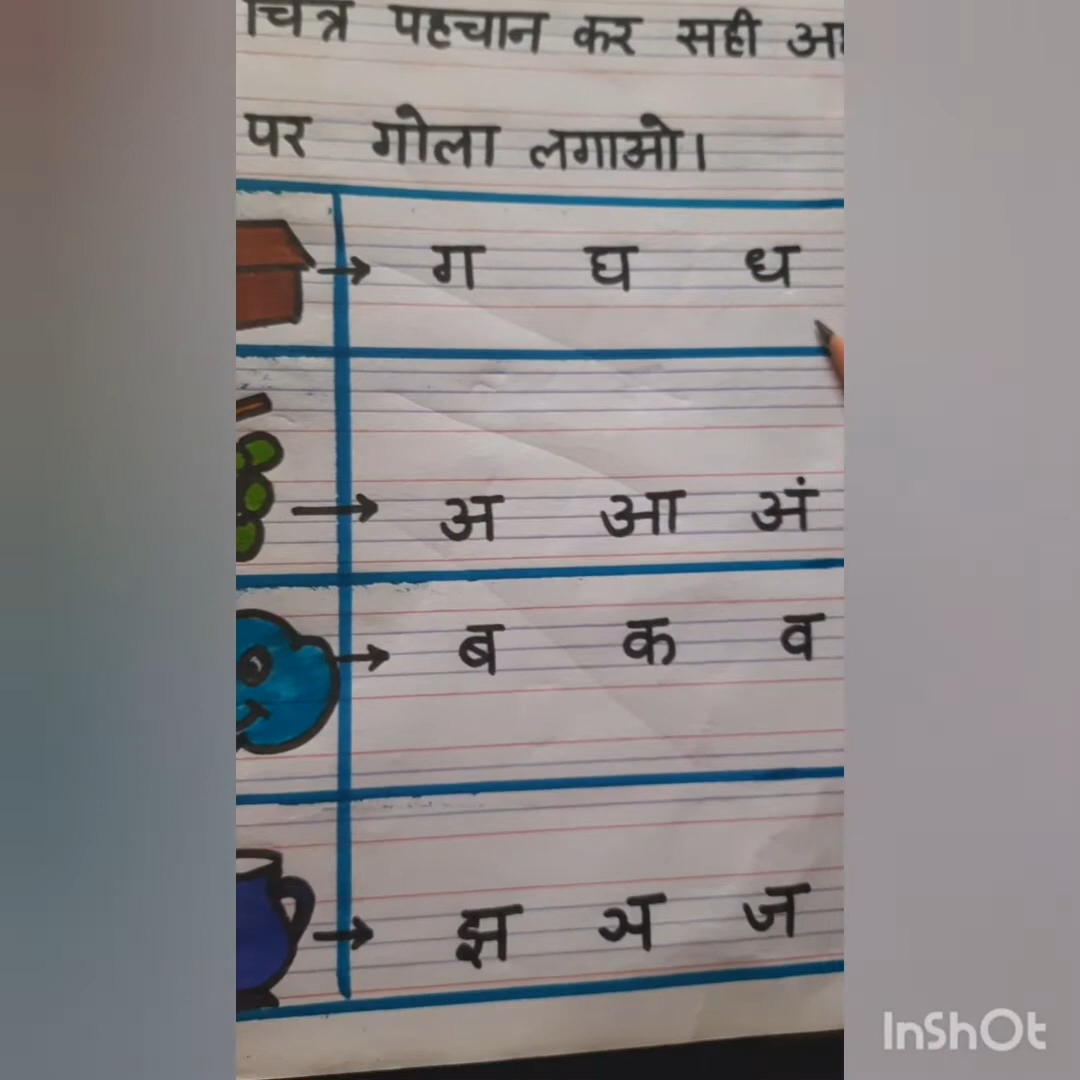 चित्र पहचान कर सही
पर गोला लगाओ।
ग घ ध
अ आ अं
ब क व
झ ञ ज
InShOt